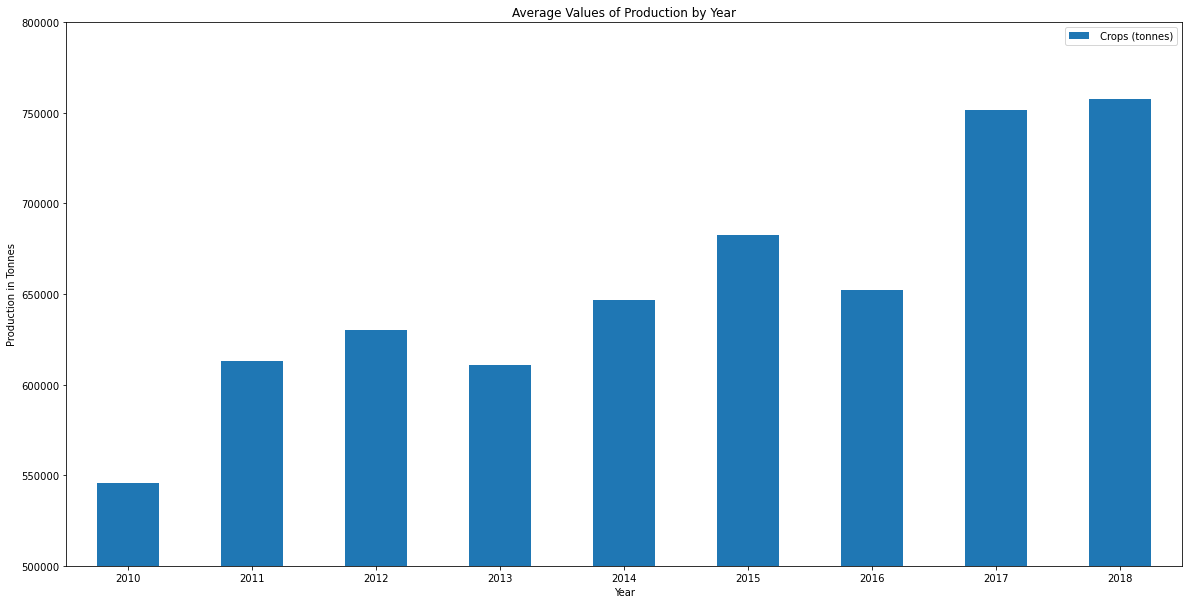 Average Values of Production by Year
Crops (tonnes)
800000
750000
700000
650000
600000
550000
500000
Production in Tonnes
2010 2011 2012 2013 2014 2015 2016 2017 2018
Year